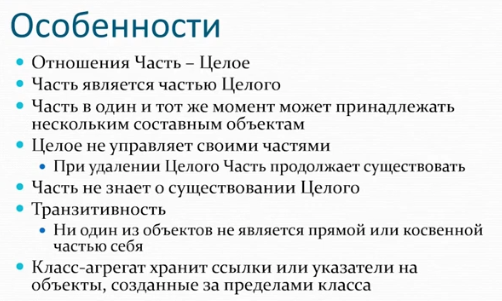 Особенности
• Отношения Часть – Целое
• Часть является частью Целого
• Часть в один и тот же момент может принадлежать
нескольким составным объектам
• Целое не управляет своими частями
• При удалении Целого Часть продолжает существовать
• Часть не знает о существовании Целого
• Транзитивность
• Ни один из объектов не является прямой или косвенной
частью себя
• Класс-агрегат хранит ссылки или указатели на
объекты, созданные за пределами класса